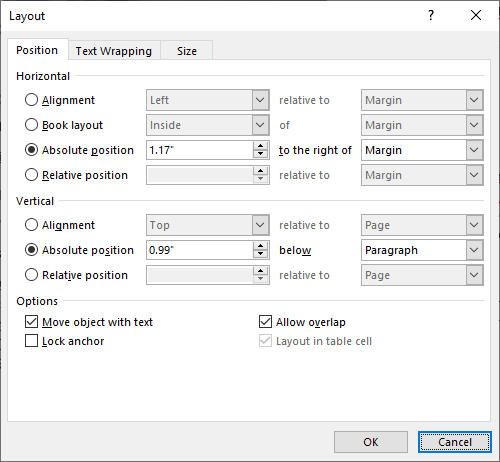 Layout ? ×
Position Text Wrapping Size
Horizontal
Alignment Left relative to Margin
Book layout Inside of Margin
Absolute position 1.17" to the right of Margin
Relative position relative to Margin
Vertical
Alignment Top relative to Page
Absolute position 0.99" below Paragraph
Relative position relative to Page
Options
Move object with text Allow overlap
Lock anchor Layout in table cell
OK Cancel